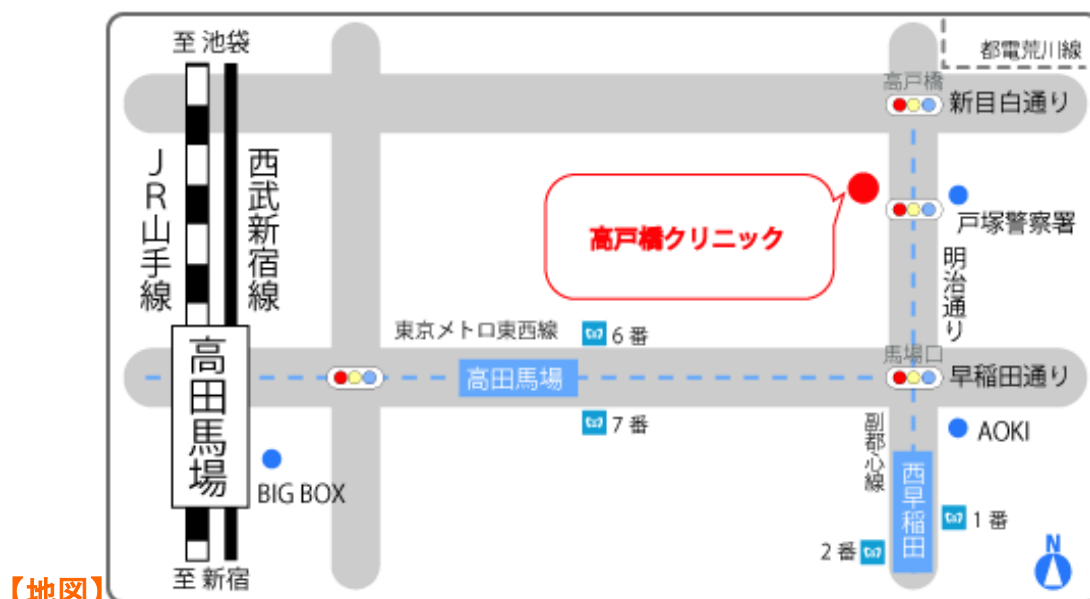 至 池袋
都電荒川線
高戸橋
新目白通り
JR山手線
西武新宿線
高戸橋クリニック
戸塚警察署
明治通り
東京メトロ東西線
6 番
高田馬場
高田馬場
馬場口
早稲田通り
7 番
副都心線
AOKI
BIG BOX
西早稲田
1 番
2 番
N
至 新宿
【地図】